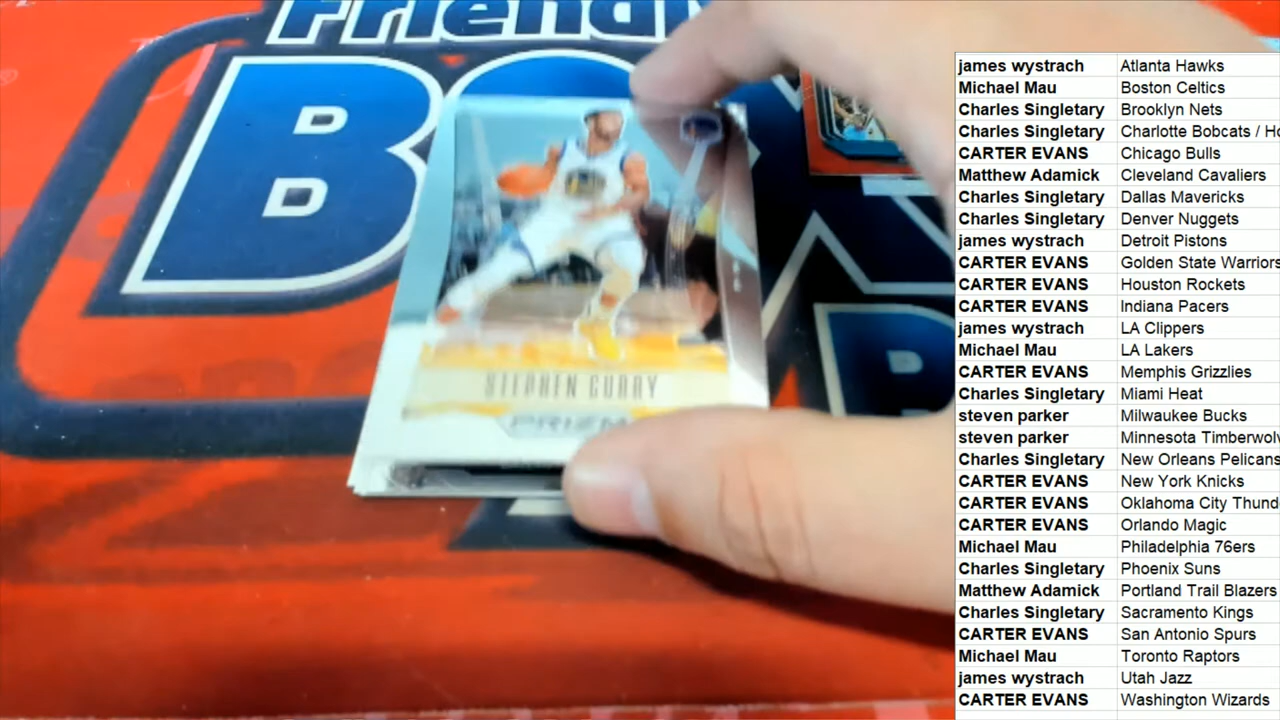 Friendly
BO
STEPHEN CURRY
PRIZM
james wystrach Atlanta Hawks
Michael Mau Boston Celtics
Charles Singletary Brooklyn Nets
Charles Singletary Charlotte Bobcats / Ho
CARTER EVANS Chicago Bulls
Matthew Adamick Cleveland Cavaliers
Charles Singletary Dallas Mavericks
Charles Singletary Denver Nuggets
james wystrach Detroit Pistons
CARTER EVANS Golden State Warriors
CARTER EVANS Houston Rockets
CARTER EVANS Indiana Pacers
james wystrach LA Clippers
Michael Mau LA Lakers
CARTER EVANS Memphis Grizzlies
Charles Singletary Miami Heat
steven parker Milwaukee Bucks
steven parker Minnesota Timberwolv
Charles Singletary New Orleans Pelicans
CARTER EVANS New York Knicks
CARTER EVANS Oklahoma City Thund
CARTER EVANS Orlando Magic
Michael Mau Philadelphia 76ers
Charles Singletary Phoenix Suns
Matthew Adamick Portland Trail Blazers
Charles Singletary Sacramento Kings
CARTER EVANS San Antonio Spurs
Michael Mau Toronto Raptors
james wystrach Utah Jazz
CARTER EVANS Washington Wizards